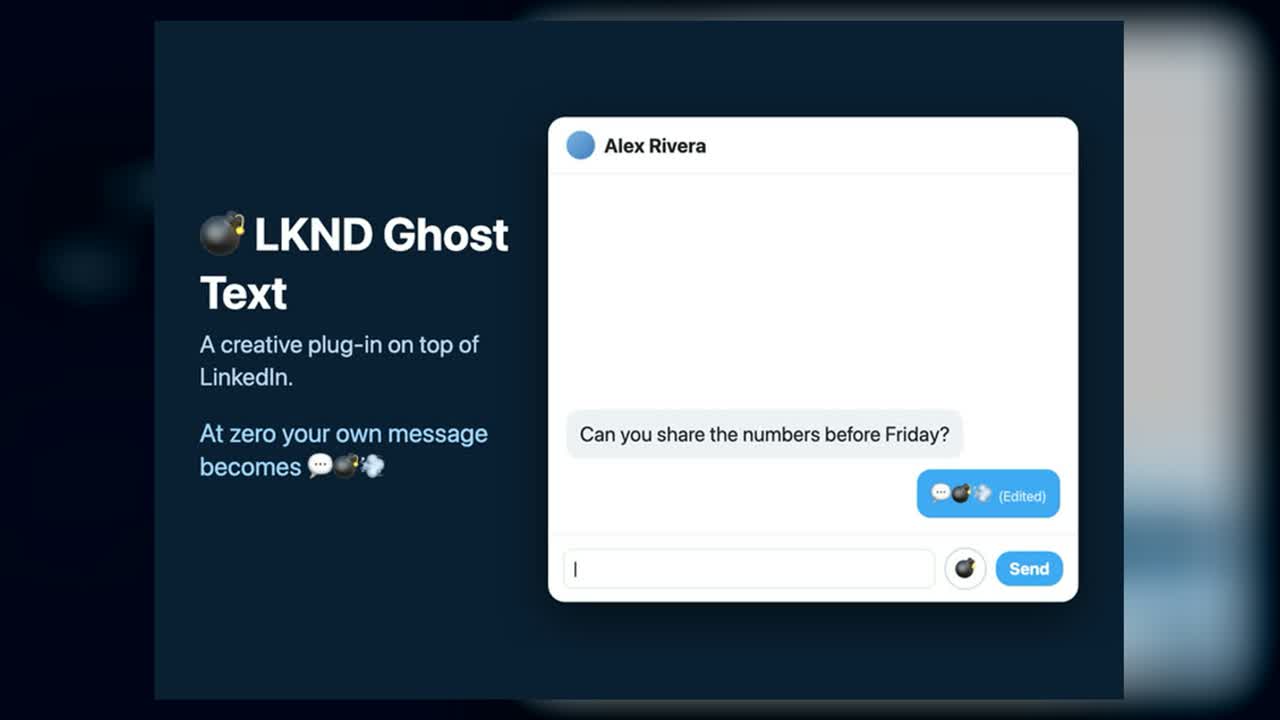 💣 LKND Ghost
Text
A creative plug-in on top of
LinkedIn.
At zero your own message
becomes 💬💣💨
Alex Rivera
Can you share the numbers before Friday?
💬💣💨 (Edited)
💣 Send